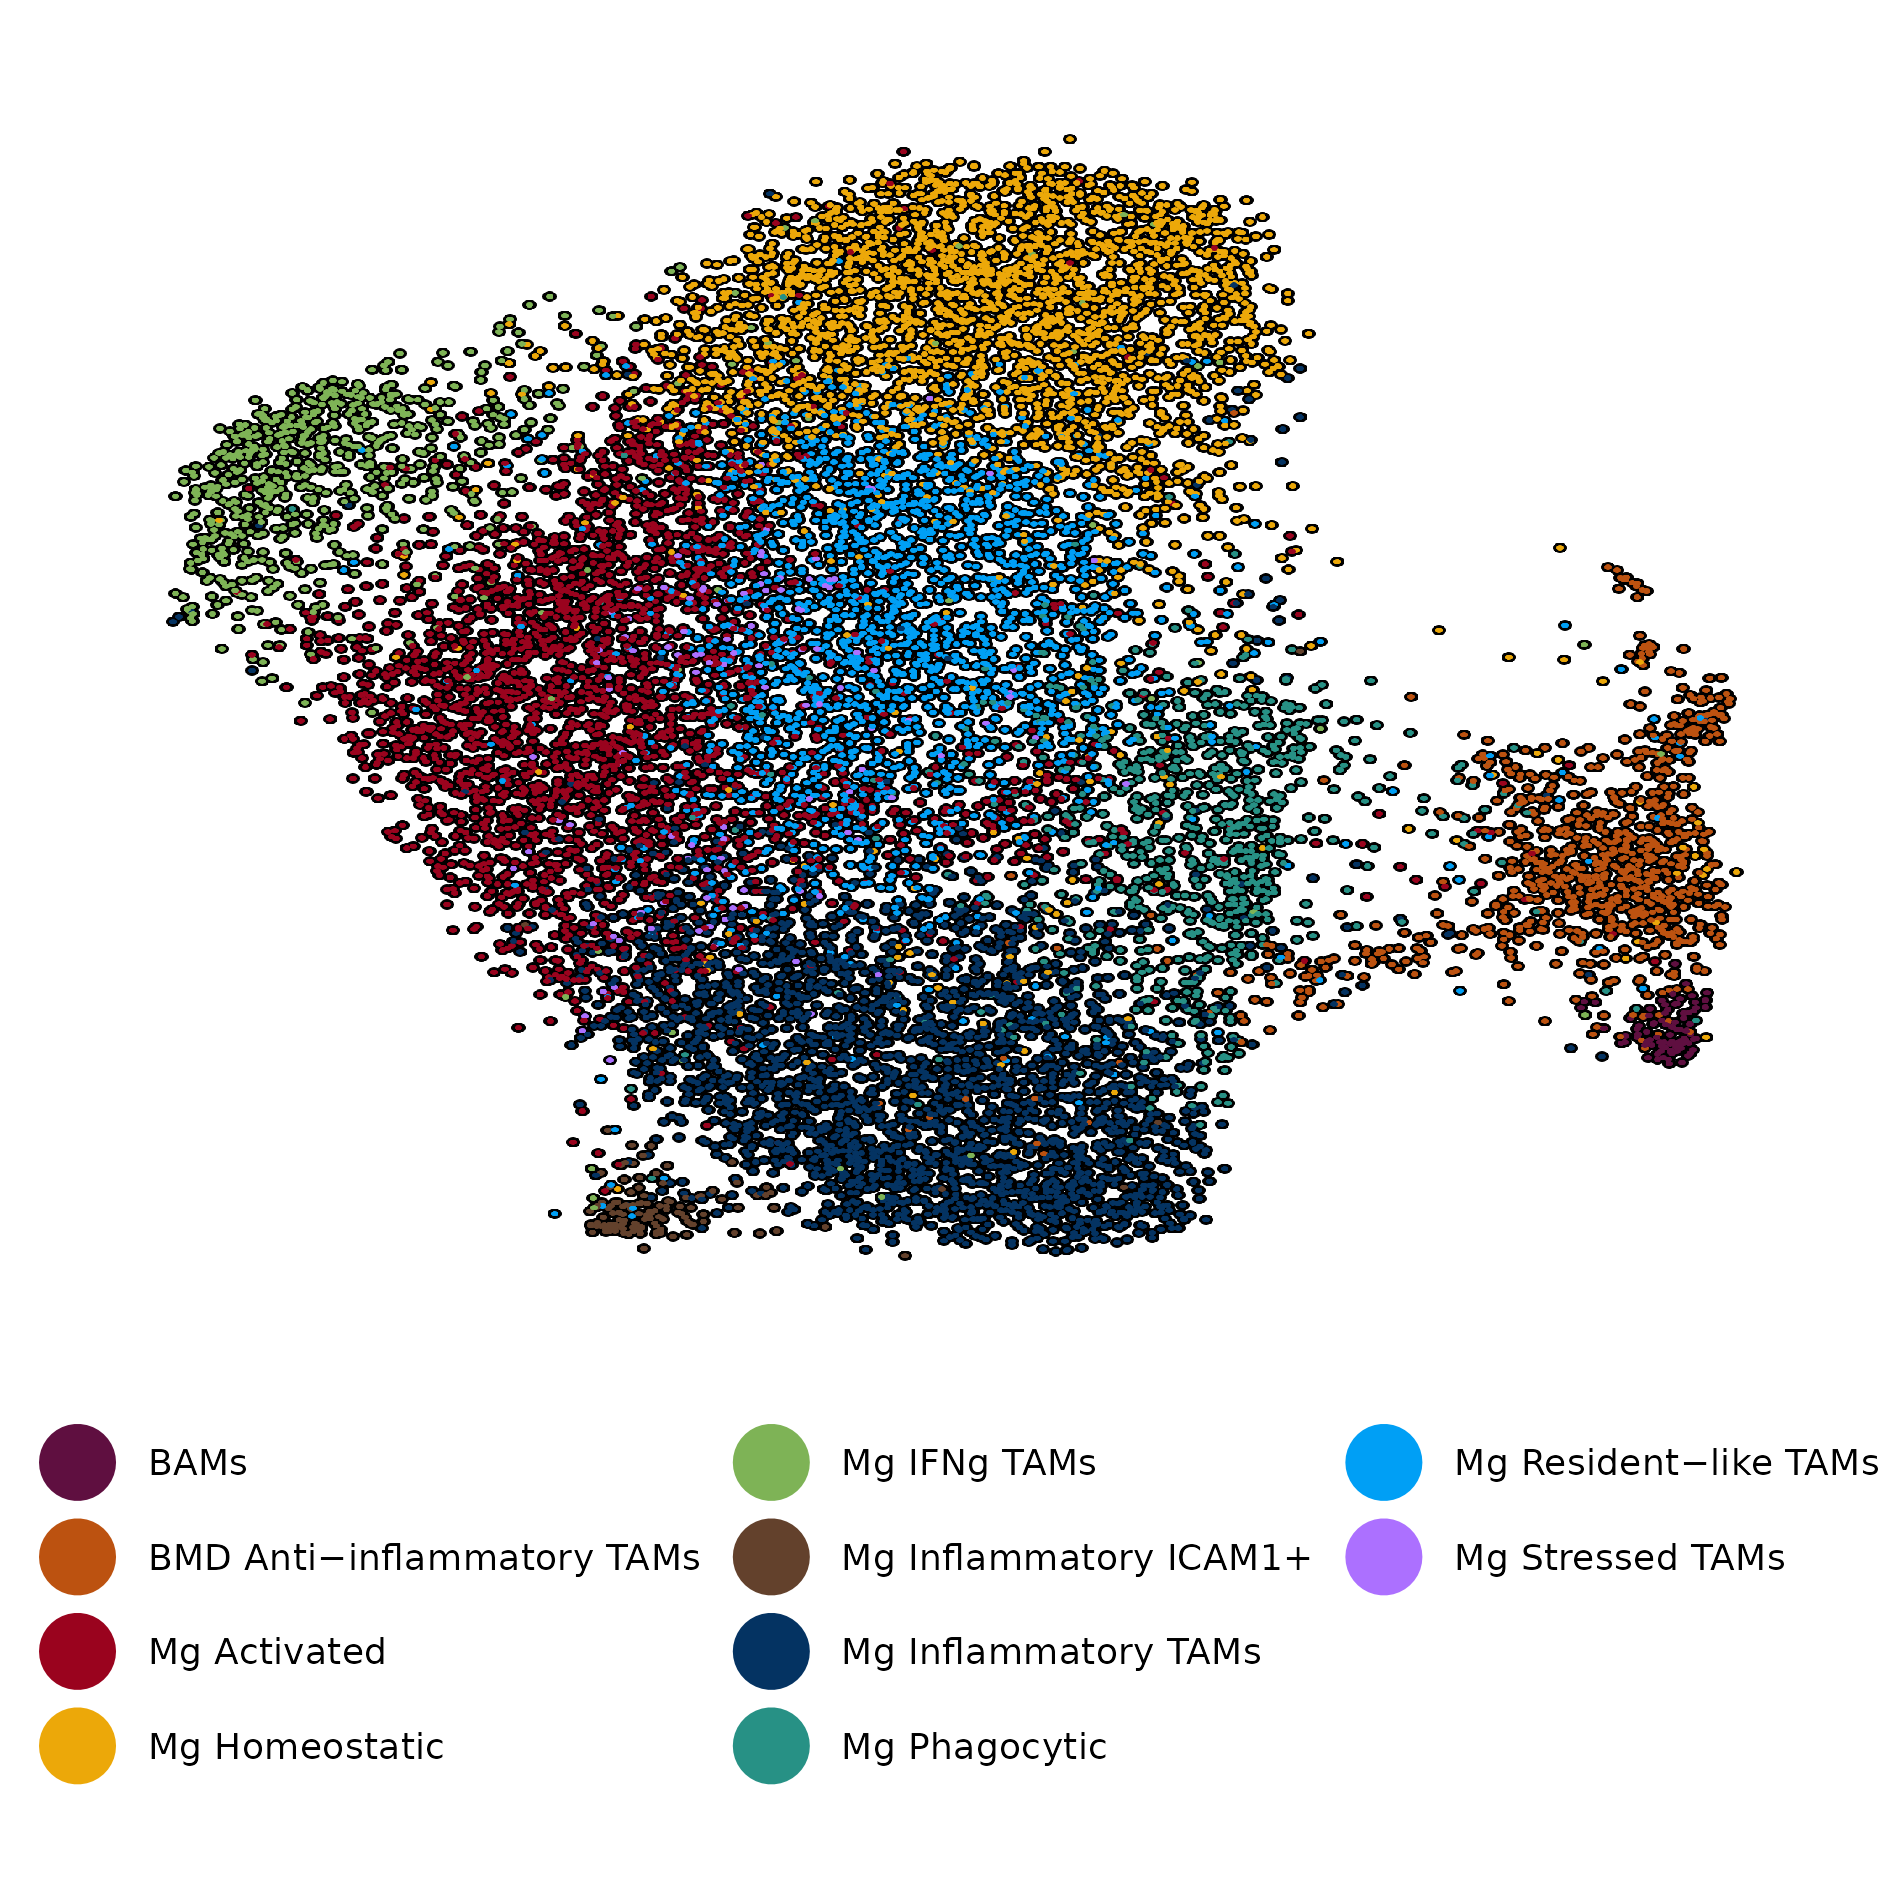 BAMs
BMD Anti−inflammatory TAMs
Mg Activated
Mg Homeostatic
Mg IFNg TAMs
Mg Inflammatory ICAM1+
Mg Inflammatory TAMs
Mg Phagocytic
Mg Resident−like TAMs
Mg Stressed TAMs